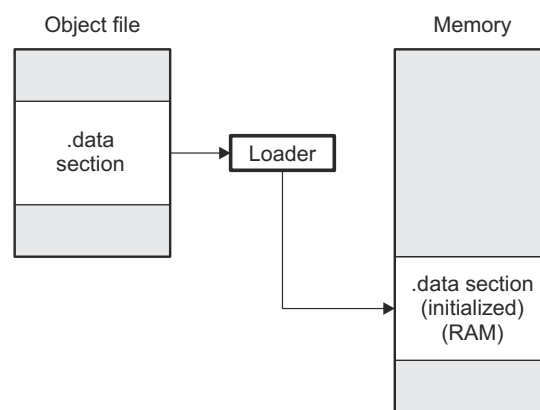 Object file
Memory
.data
section
Loader
.data section
(initialized)
(RAM)